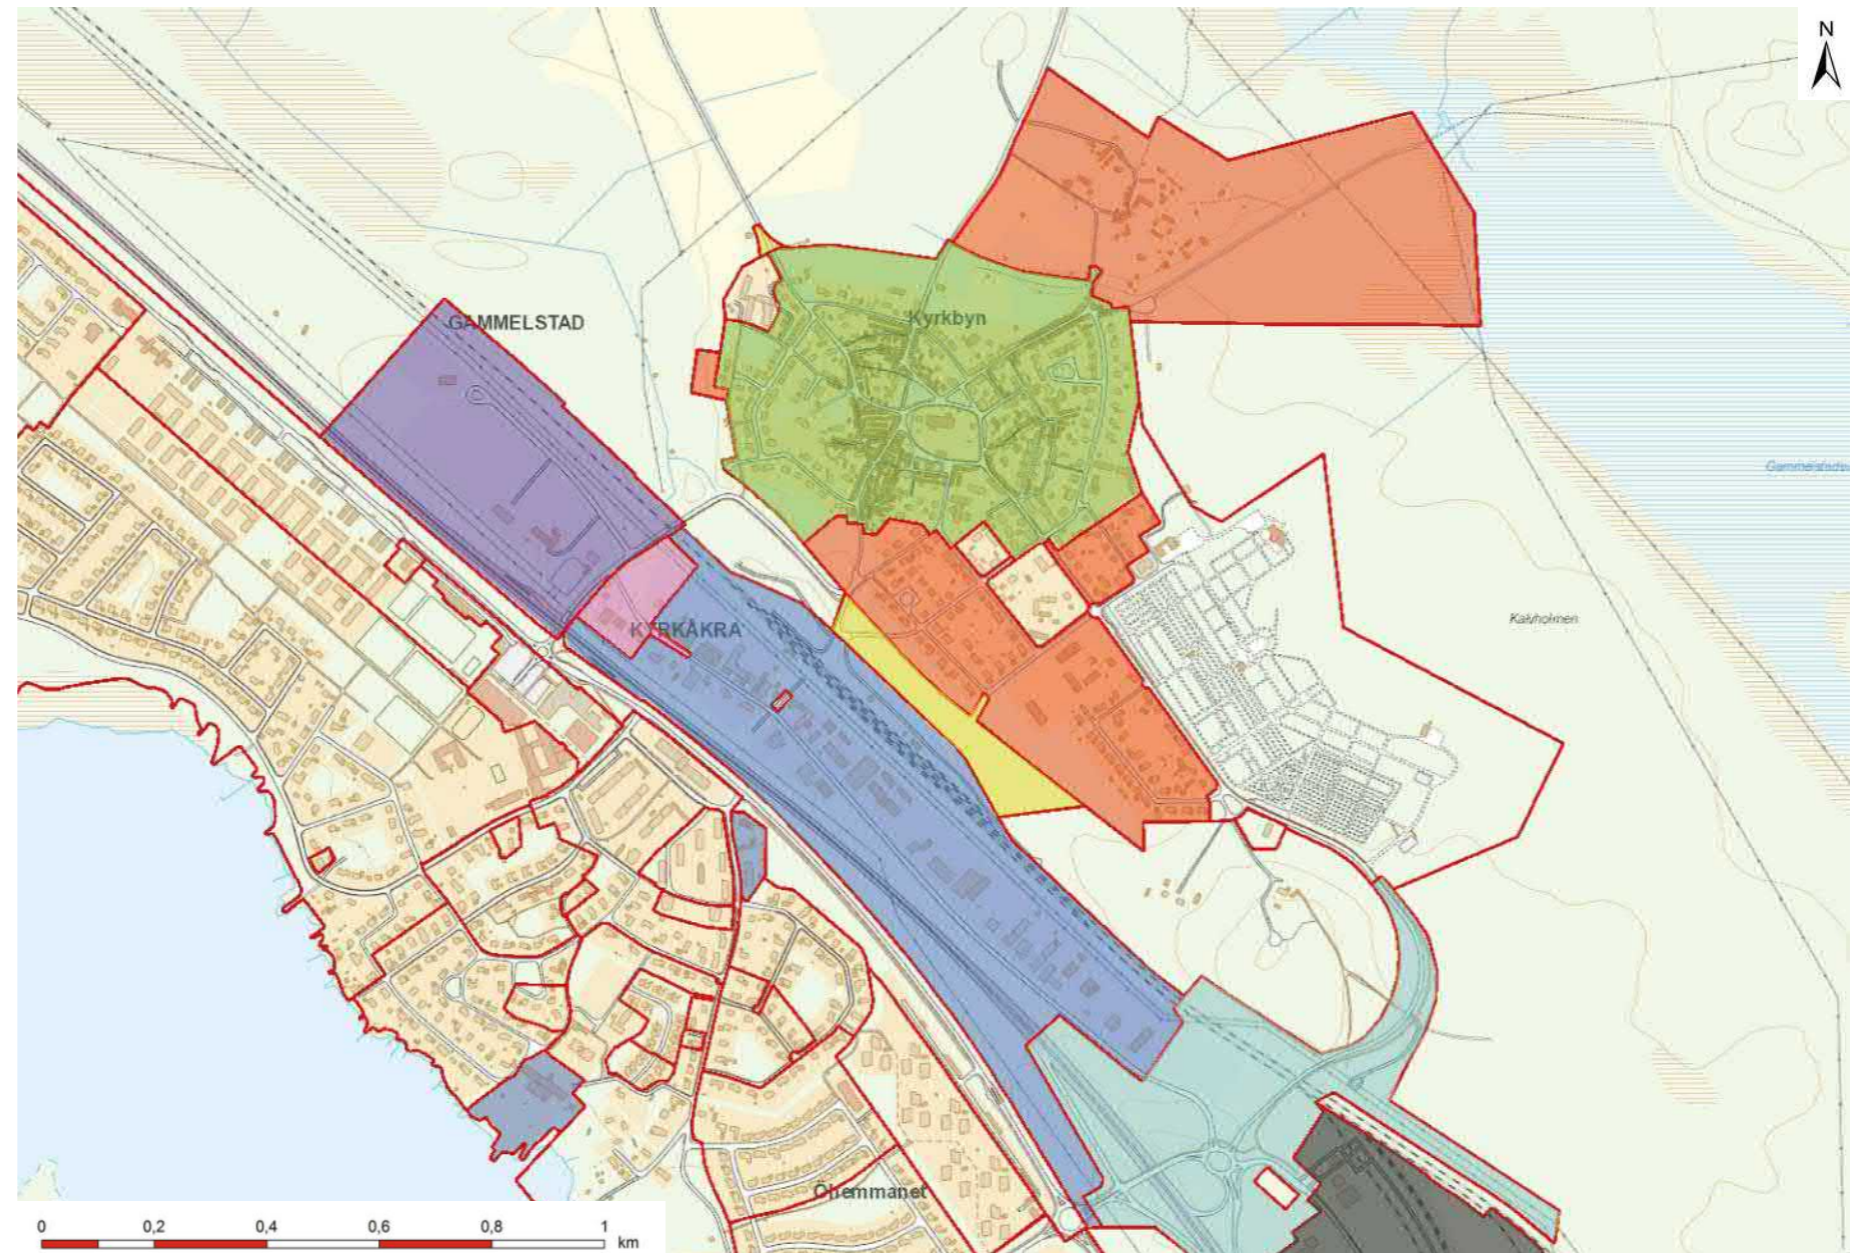 N
GAMMELSTAD
Kyrkbyn
KYRKÅKRA
Kalvholmen
Öhemmanet
0 0,2 0,4 0,6 0,8 1 km